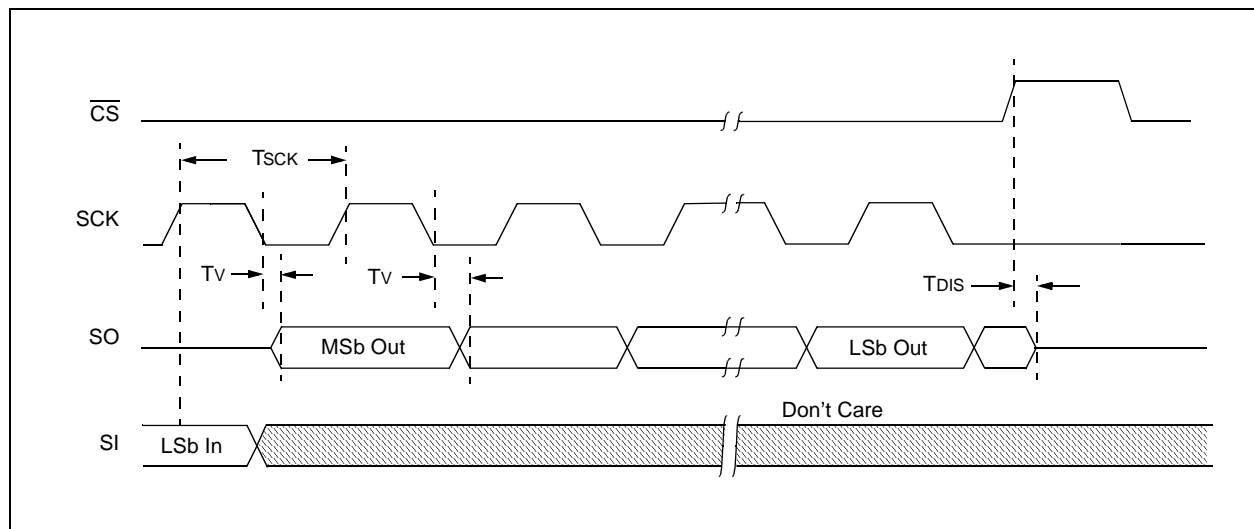 CS
TSCK
SCK
TV
TV
TDIS
SO
MSb Out
LSb Out
Don't Care
SI
LSb In